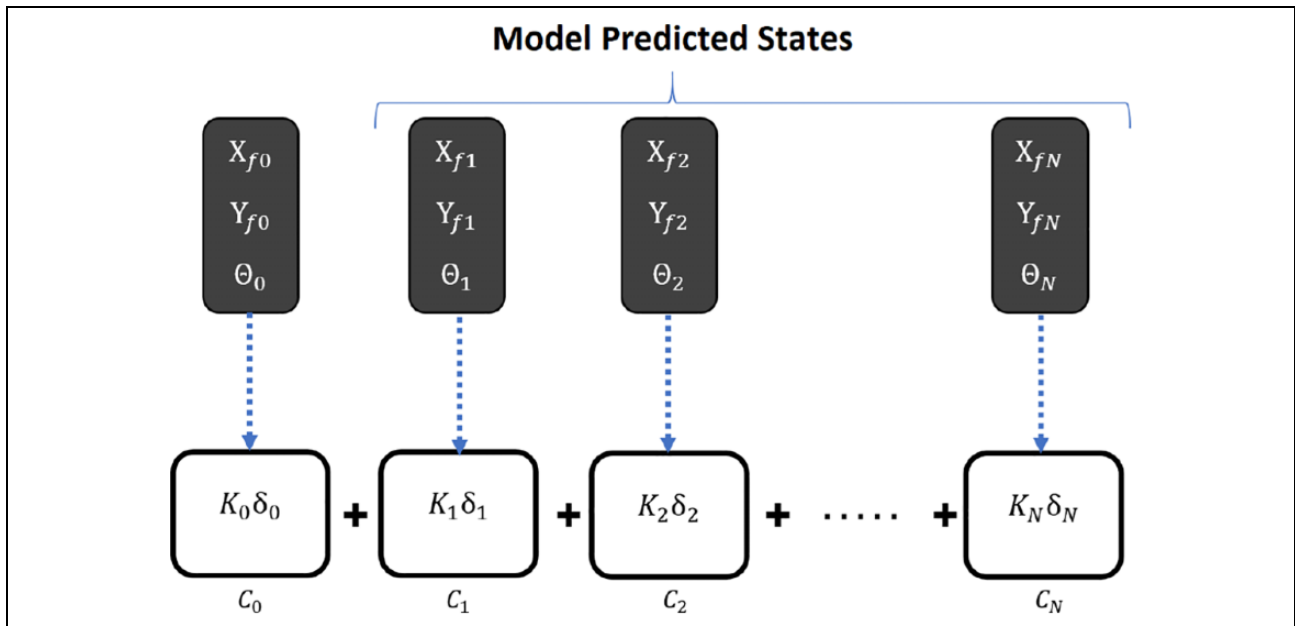 Model Predicted States
X_{f0} X_{f1} X_{f2} X_{fN}
Y_{f0} Y_{f1} Y_{f2} Y_{fN}
Θ_0 Θ_1 Θ_2 Θ_N
K_0δ_0 + K_1δ_1 + K_2δ_2 + ..... + K_Nδ_N
C_0 C_1 C_2 C_N